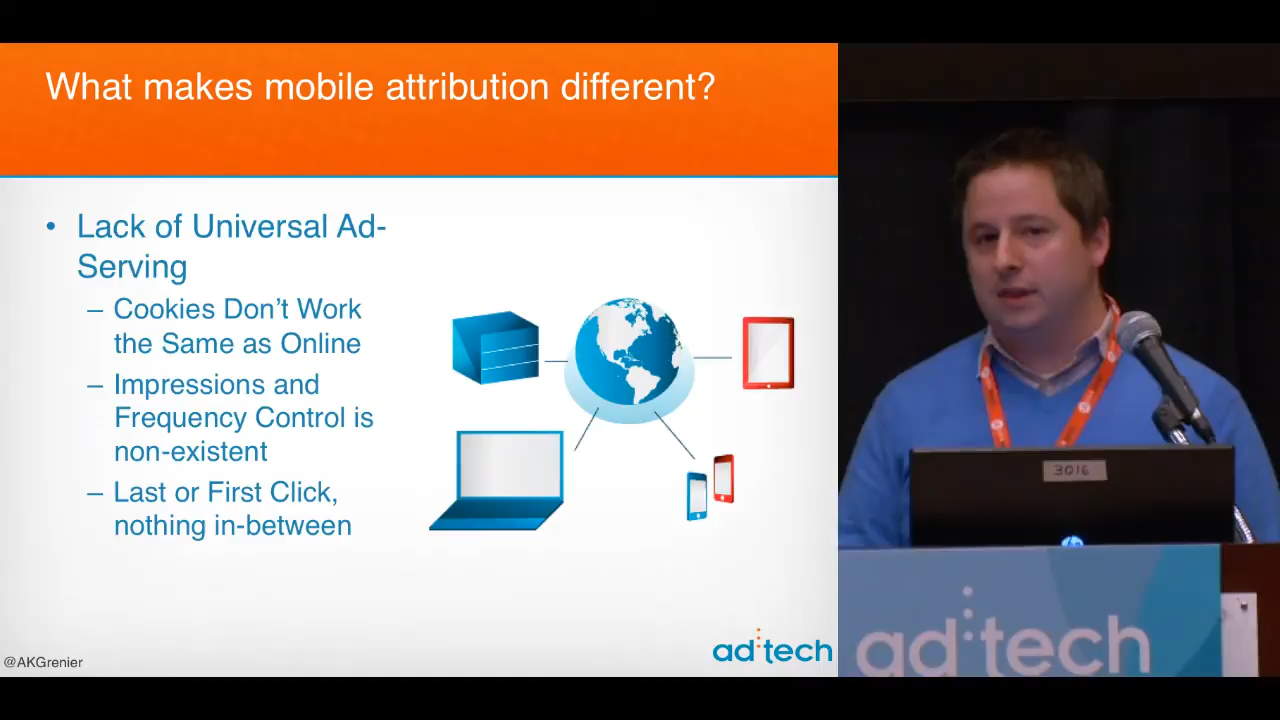 What makes mobile attribution different?
• Lack of Universal Ad-
Serving
– Cookies Don’t Work
the Same as Online
– Impressions and
Frequency Control is
non-existent
– Last or First Click,
nothing in-between
@AKGrenier
ad:tech
3016
ad:tech